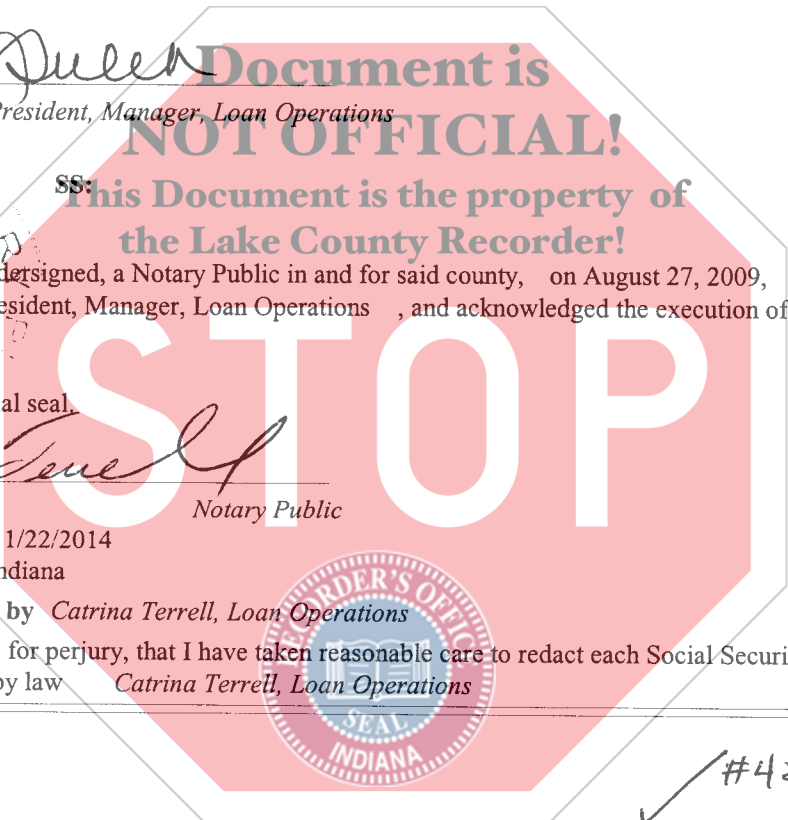 Document is
President, Manager, Loan Operations
NOT OFFICIAL!
SS:
This Document is the property of
the Lake County Recorder!
dersigned, a Notary Public in and for said county, on August 27, 2009,
esident, Manager, Loan Operations , and acknowledged the execution of
STOP
al seal.
Notary Public
1/22/2014
ndiana
by Catrina Terrell, Loan Operations
for perjury, that I have taken reasonable care to redact each Social Securi
by law Catrina Terrell, Loan Operations
RECORDER'S OFFICE
SEAL
INDIANA